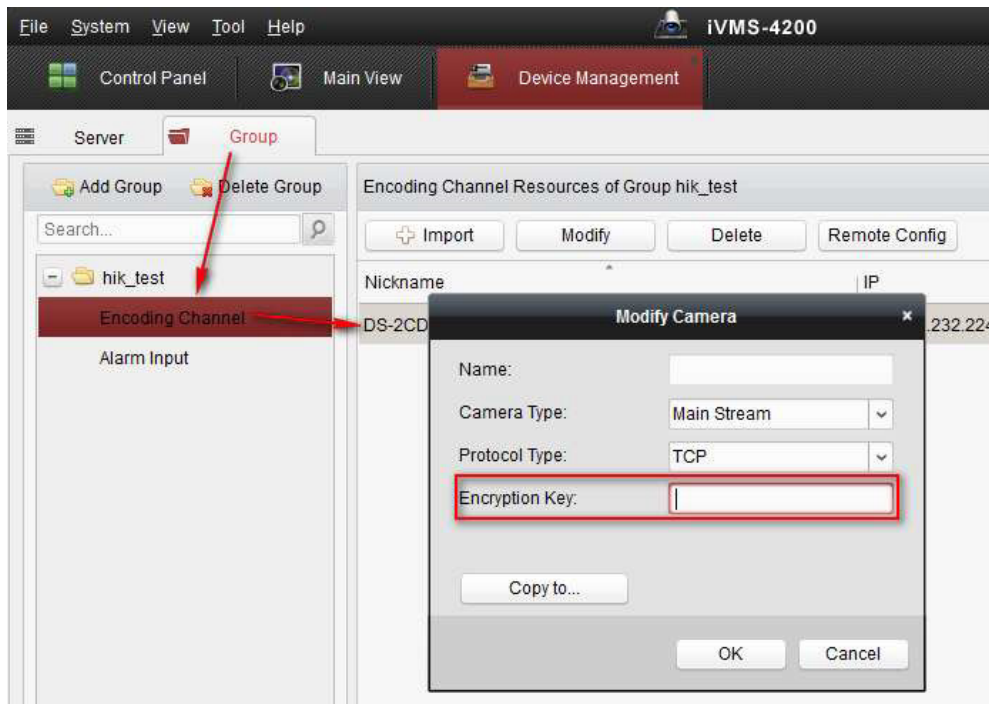 File System View Tool Help iVMS-4200
Control Panel Main View Device Management
Server Group
Add Group Delete Group
Search...
hik_test
Encoding Channel
Alarm Input
Encoding Channel Resources of Group hik_test
Import Modify Delete Remote Config
Nickname IP
DS-2CD .232.224
Modify Camera ×
Name:
Camera Type: Main Stream
Protocol Type: TCP
Encryption Key:
Copy to...
OK Cancel